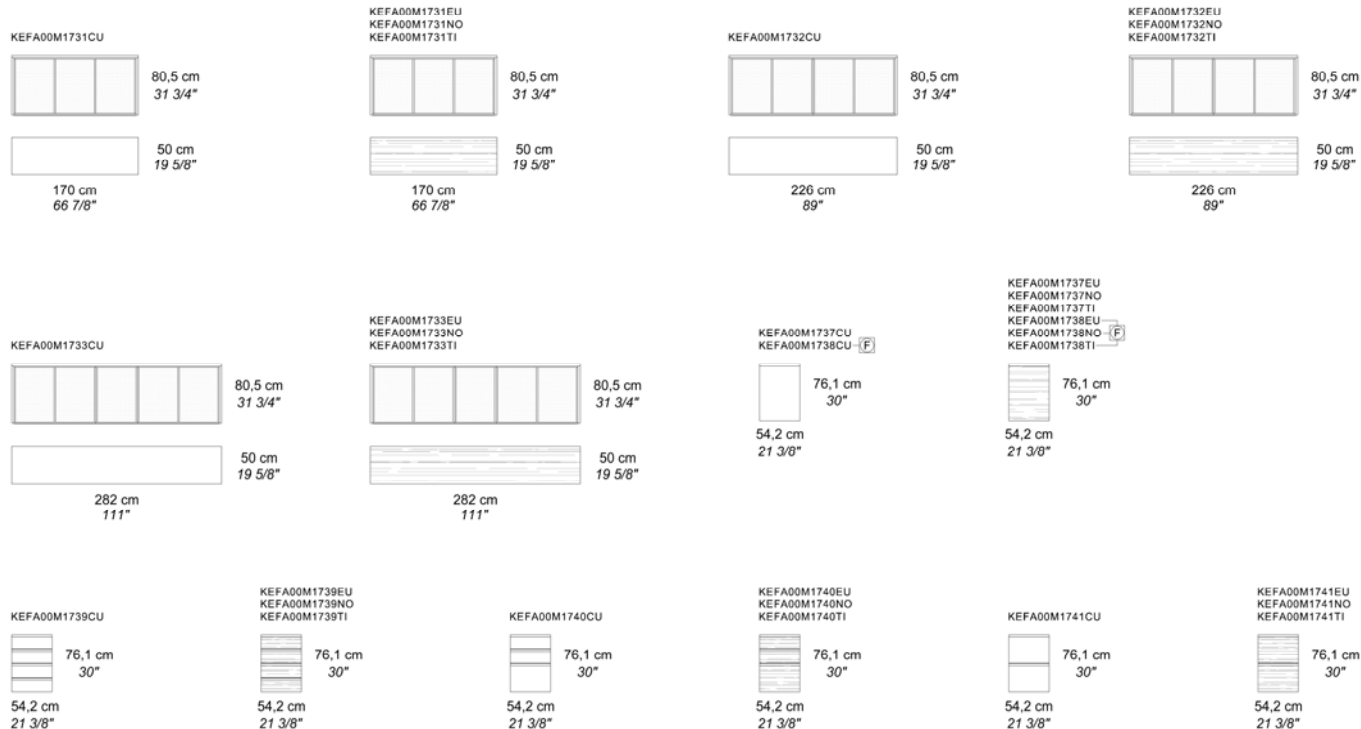 KEFA00M1731CU
80,5 cm
31 3/4"
50 cm
19 5/8"
170 cm
66 7/8"
KEFA00M1731EU
KEFA00M1731NO
KEFA00M1731TI
80,5 cm
31 3/4"
50 cm
19 5/8"
170 cm
66 7/8"
KEFA00M1732CU
80,5 cm
31 3/4"
50 cm
19 5/8"
226 cm
89"
KEFA00M1732EU
KEFA00M1732NO
KEFA00M1732TI
80,5 cm
31 3/4"
50 cm
19 5/8"
226 cm
89"
KEFA00M1733CU
80,5 cm
31 3/4"
50 cm
19 5/8"
282 cm
111"
KEFA00M1733EU
KEFA00M1733NO
KEFA00M1733TI
80,5 cm
31 3/4"
50 cm
19 5/8"
282 cm
111"
KEFA00M1737CU
KEFA00M1738CU F
76,1 cm
30"
54,2 cm
21 3/8"
KEFA00M1737EU
KEFA00M1737NO
KEFA00M1737TI
KEFA00M1738EU
KEFA00M1738NO F
KEFA00M1738TI
76,1 cm
30"
54,2 cm
21 3/8"
KEFA00M1739CU
76,1 cm
30"
54,2 cm
21 3/8"
KEFA00M1739EU
KEFA00M1739NO
KEFA00M1739TI
76,1 cm
30"
54,2 cm
21 3/8"
KEFA00M1740CU
76,1 cm
30"
54,2 cm
21 3/8"
KEFA00M1740EU
KEFA00M1740NO
KEFA00M1740TI
76,1 cm
30"
54,2 cm
21 3/8"
KEFA00M1741CU
76,1 cm
30"
54,2 cm
21 3/8"
KEFA00M1741EU
KEFA00M1741NO
KEFA00M1741TI
76,1 cm
30"
54,2 cm
21 3/8"